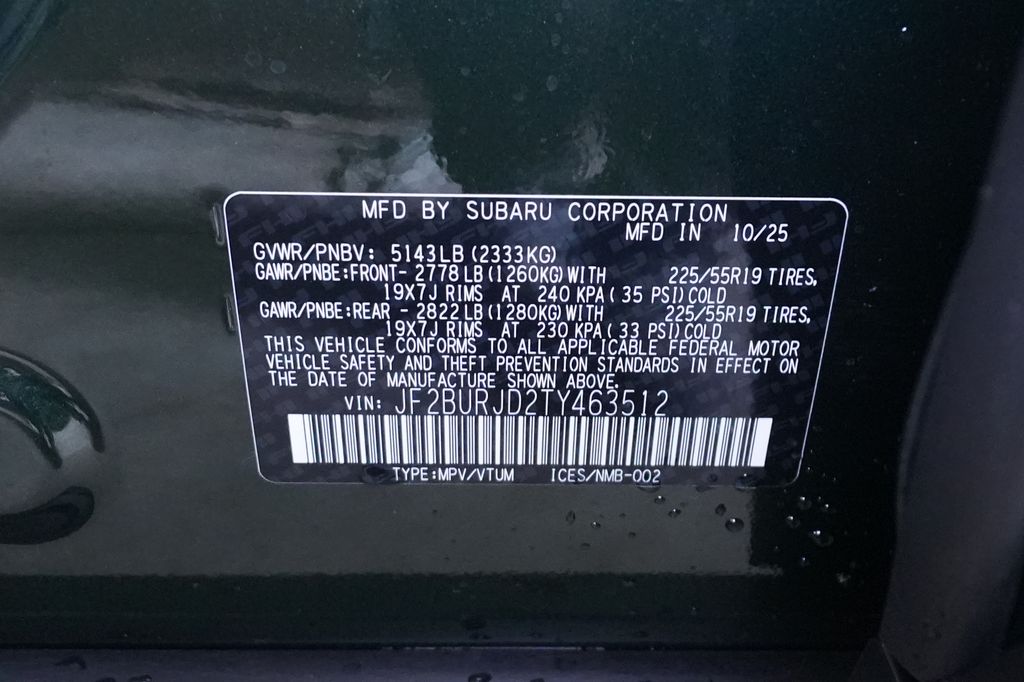 MFD BY SUBARU CORPORATION
MFD IN 10/25
GVWR/PNBV: 5143LB (2333KG)
GAWR/PNBE:FRONT- 2778 LB(1260KG)WITH 225/55R19 TIRES,
19X7J RIMS AT 240 KPA( 35 PSI)COLD
GAWR/PNBE:REAR - 2822 LB(1280KG)WITH 225/55R19 TIRES,
19X7J RIMS AT 230 KPA( 33 PSI)COLD
THIS VEHICLE CONFORMS TO ALL APPLICABLE FEDERAL MOTOR
VEHICLE SAFETY AND THEFT PREVENTION STANDARDS IN EFFECT ON
THE DATE OF MANUFACTURE SHOWN ABOVE.
VIN: JF2BURJD2TY463512
TYPE:MPV/VTUM ICES/NMB-002